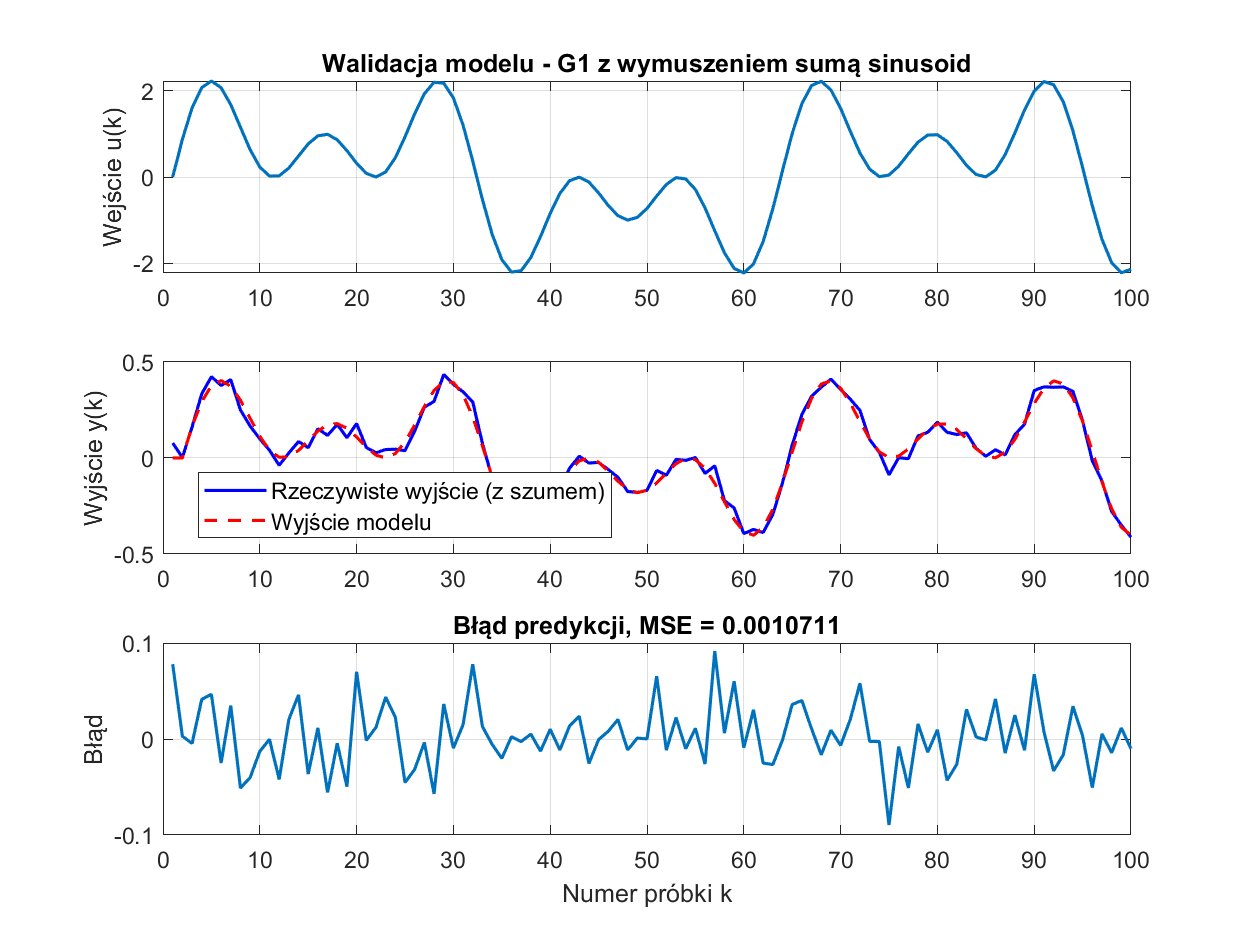 Walidacja modelu - G1 z wymuszeniem sumą sinusoid
Wejście u(k)
2
0
-2
0 10 20 30 40 50 60 70 80 90 100
Wyjście y(k)
0.5
0
-0.5
Rzeczywiste wyjście (z szumem)
Wyjście modelu
0 10 20 30 40 50 60 70 80 90 100
Błąd predykcji, MSE = 0.0010711
Błąd
0.1
0
-0.1
0 10 20 30 40 50 60 70 80 90 100
Numer próbki k